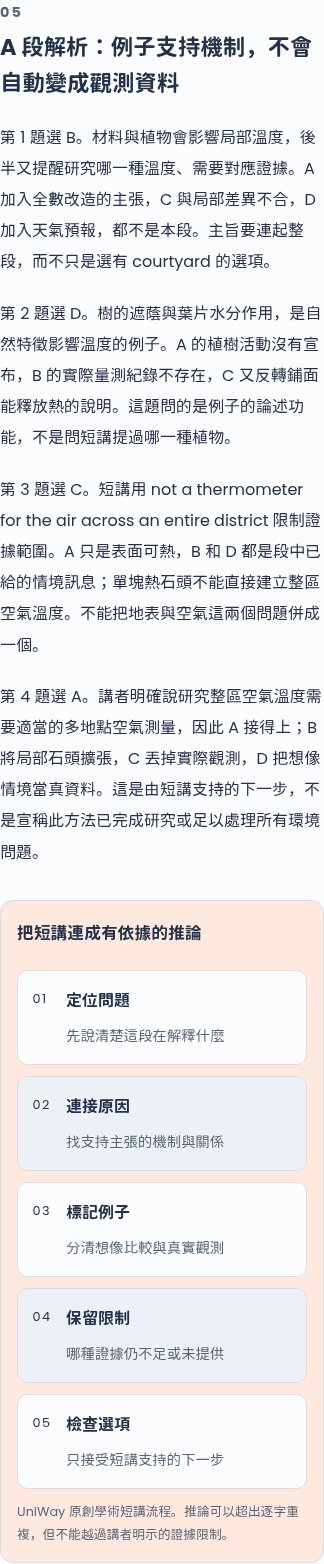 05
A 段解析：例子支持機制，不會
自動變成觀測資料
第 1 題選 B。材料與植物會影響局部溫度，後
半又提醒研究哪一種溫度、需要對應證據。A
加入全數改造的主張，C 與局部差異不合，D
加入天氣預報，都不是本段。主旨要連起整
段，而不只是選有 courtyard 的選項。
第 2 題選 D。樹的遮蔭與葉片水分作用，是自
然特徵影響溫度的例子。A 的植樹活動沒有宣
布，B 的實際量測紀錄不存在，C 又反轉鋪面
能釋放熱的說明。這題問的是例子的論述功
能，不是問短講提過哪一種植物。
第 3 題選 C。短講用 not a thermometer
for the air across an entire district 限制證
據範圍。A 只是表面可熱，B 和 D 都是段中已
給的情境訊息；單塊熱石頭不能直接建立整區
空氣溫度。不能把地表與空氣這兩個問題併成
一個。
第 4 題選 A。講者明確說研究整區空氣溫度需
要適當的多地點空氣測量，因此 A 接得上；B
將局部石頭擴張，C 丟掉實際觀測，D 把想像
情境當真資料。這是由短講支持的下一步，不
是宣稱此方法已完成研究或足以處理所有環境
問題。
把短講連成有依據的推論
01 定位問題
先說清楚這段在解釋什麼
02 連接原因
找支持主張的機制與關係
03 標記例子
分清想像比較與真實觀測
04 保留限制
哪種證據仍不足或未提供
05 檢查選項
只接受短講支持的下一步
UniWay 原創學術短講流程。推論可以超出逐字重
複，但不能越過講者明示的證據限制。